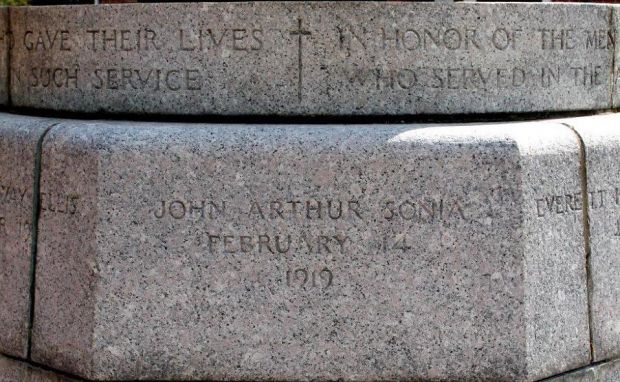 GAVE THEIR LIVES
IN SUCH SERVICE
IN HONOR OF THE MEN
WHO SERVED IN THE
ELLIS
JOHN ARTHUR SONIA
FEBRUARY 14
1919
EVERETT